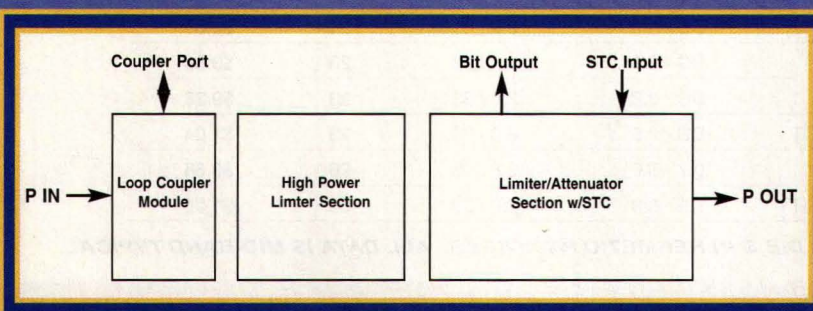 Coupler Port
Bit Output
STC Input
P IN
Loop Coupler
Module
High Power
Limter Section
Limiter/Attenuator
Section w/STC
P OUT